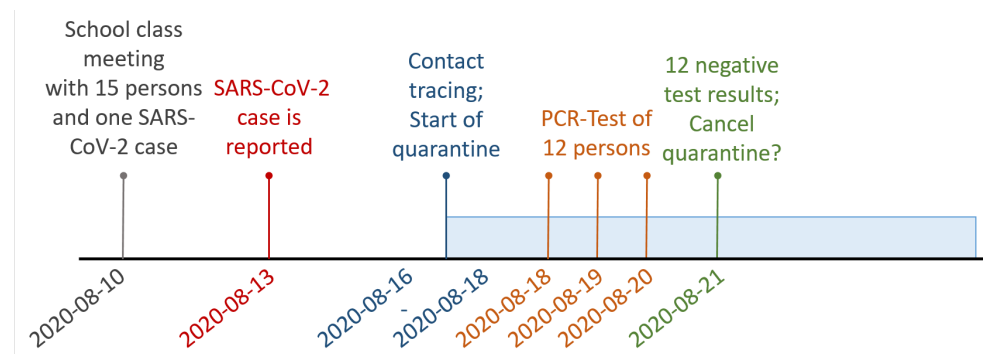 School class
meeting
with 15 persons
and one SARS-
CoV-2 case
SARS-CoV-2
case is
reported
Contact
tracing;
Start of
quarantine
PCR-Test of
12 persons
12 negative
test results;
Cancel
quarantine?
2020-08-10
2020-08-13
2020-08-16
-
2020-08-18
2020-08-18
2020-08-19
2020-08-20
2020-08-21